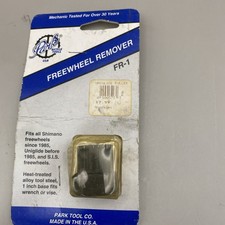 Mechanic Tested For Over 30 Years
Park Tool
FREEWHEEL REMOVER
FR-1
Fits all Shimano
freewheels
since 1985,
Uniglide before
1985, and S.I.S.
freewheels.
Heat-treated
alloy tool steel,
1 inch base fits
wrench or vise.
PARK TOOL CO.
MADE IN THE U.S.A.